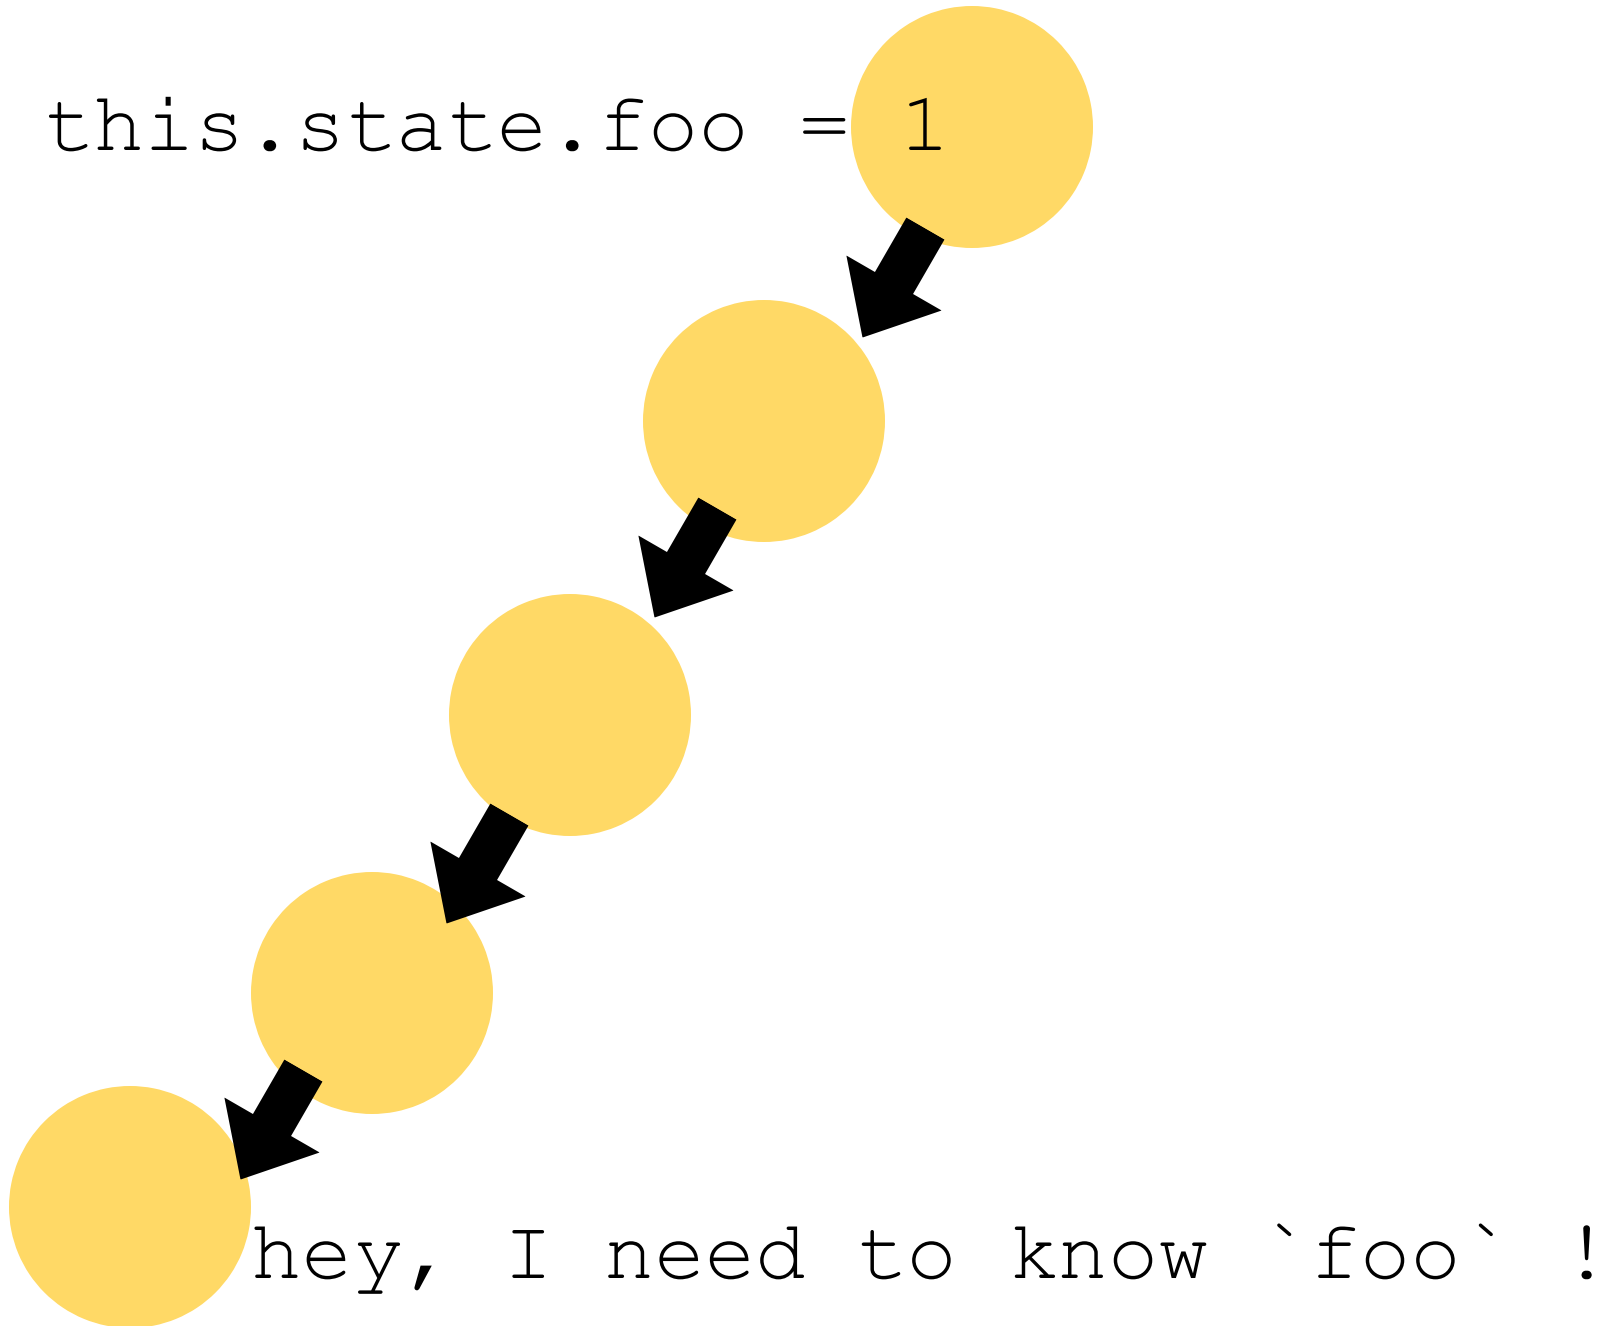 this.state.foo = 1
hey, I need to know `foo` !